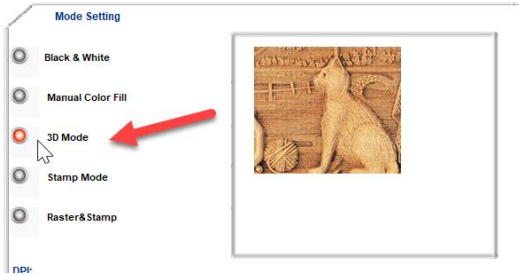 Mode Setting
Black & White
Manual Color Fill
3D Mode
Stamp Mode
Raster&Stamp
DPI: